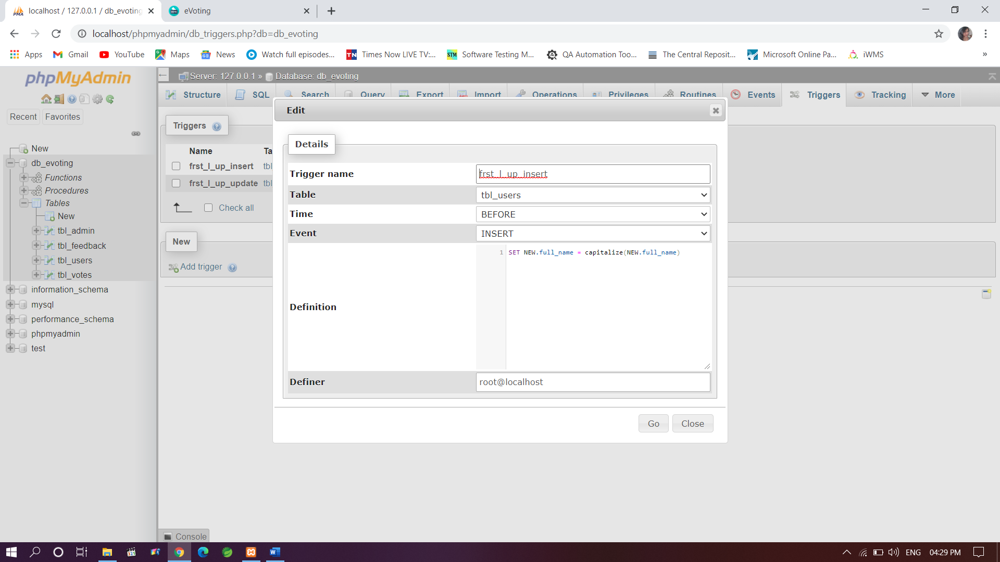 localhost / 127.0.0.1 / db_evoting
eVoting
localhost/phpmyadmin/db_triggers.php?db=db_evoting
Apps
Gmail
YouTube
Maps
News
Watch full episodes...
Times Now LIVE TV:...
Software Testing M...
QA Automation Too...
The Central Reposit...
Microsoft Online Pa...
iWMS
»
phpMyAdmin
Recent
Favorites
New
db_evoting
Functions
Procedures
Tables
New
tbl_admin
tbl_feedback
tbl_users
tbl_votes
information_schema
mysql
performance_schema
phpmyadmin
test
Server: 127.0.0.1 » Database: db_evoting
Structure
SQL
Search
Query
Export
Import
Operations
Privileges
Routines
Events
Triggers
Tracking
More
Triggers
Name
Ta
frst_l_up_insert tbl
frst_l_up_update tbl
Check all
New
Add trigger
Edit
Details
Trigger name
frst_l_up_insert
Table
tbl_users
Time
BEFORE
Event
INSERT
Definition
1 SET NEW.full_name = capitalize(NEW.full_name)
Definer
root@localhost
Go
Close
Console
ENG
04:29 PM